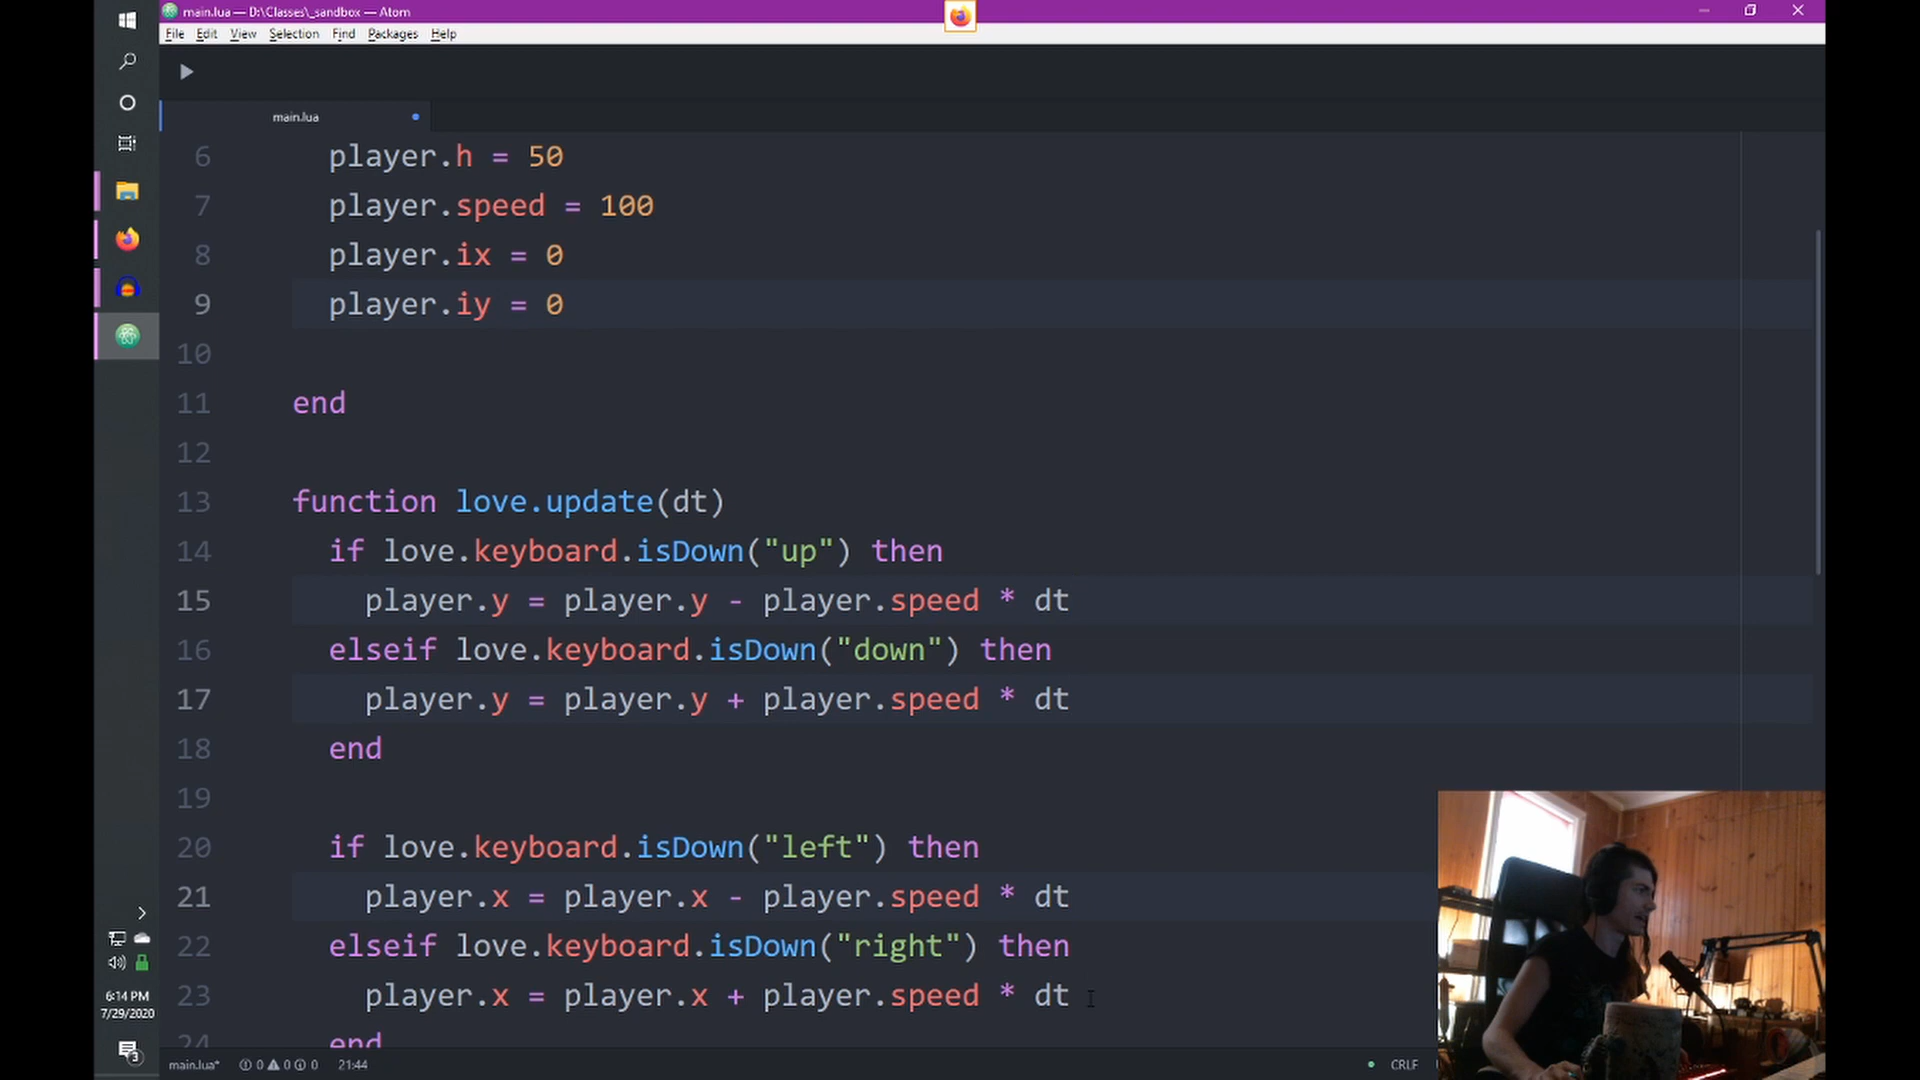 main.lua — D:\Classes\_sandbox — Atom
File Edit View Selection Find Packages Help
main.lua
6 player.h = 50
7 player.speed = 100
8 player.ix = 0
9 player.iy = 0
10
11 end
12
13 function love.update(dt)
14 if love.keyboard.isDown("up") then
15 player.y = player.y - player.speed * dt
16 elseif love.keyboard.isDown("down") then
17 player.y = player.y + player.speed * dt
18 end
19
20 if love.keyboard.isDown("left") then
21 player.x = player.x - player.speed * dt
22 elseif love.keyboard.isDown("right") then
23 player.x = player.x + player.speed * dt
24 end
6:14 PM
7/29/2020
3
main.lua* 0 0 0 21:44 CRLF